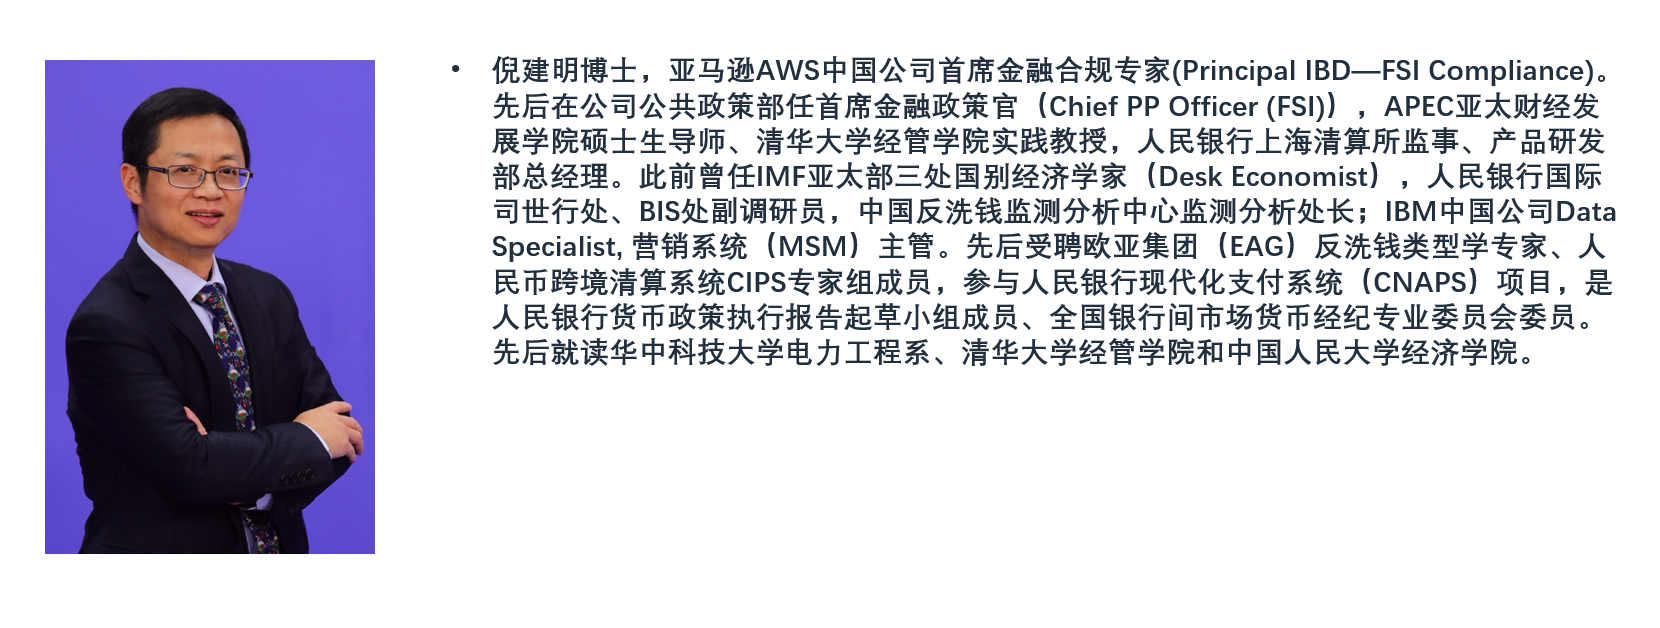 • 倪建明博士，亚马逊AWS中国公司首席金融合规专家(Principal IBD—FSI Compliance)。
先后在公司公共政策部任首席金融政策官（Chief PP Officer (FSI)），APEC亚太财经发
展学院硕士生导师、清华大学经管学院实践教授，人民银行上海清算所监事、产品研发
部总经理。此前曾任IMF亚太部三处国别经济学家（Desk Economist），人民银行国际
司世行处、BIS处副调研员，中国反洗钱监测分析中心监测分析处长；IBM中国公司Data
Specialist, 营销系统（MSM）主管。先后受聘欧亚集团（EAG）反洗钱类型学专家、人
民币跨境清算系统CIPS专家组成员，参与人民银行现代化支付系统（CNAPS）项目，是
人民银行货币政策执行报告起草小组成员、全国银行间市场货币经纪专业委员会委员。
先后就读华中科技大学电力工程系、清华大学经管学院和中国人民大学经济学院。